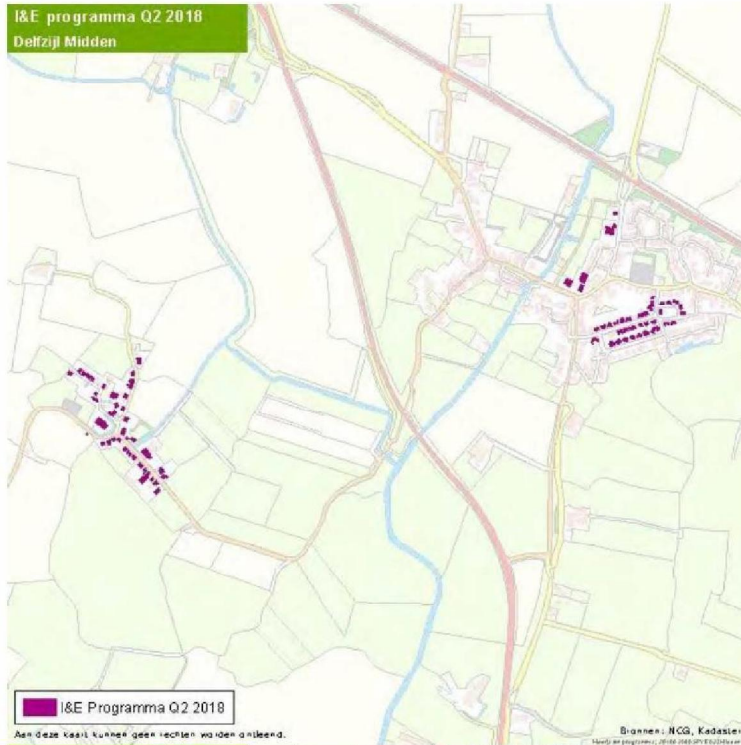 I&E programma Q2 2018
Delfzijl Midden
I&E Programma Q2 2018
Aan deze kaart kunnen geen rechten worden ontleend.
Bronnen: NCG, Kadaster